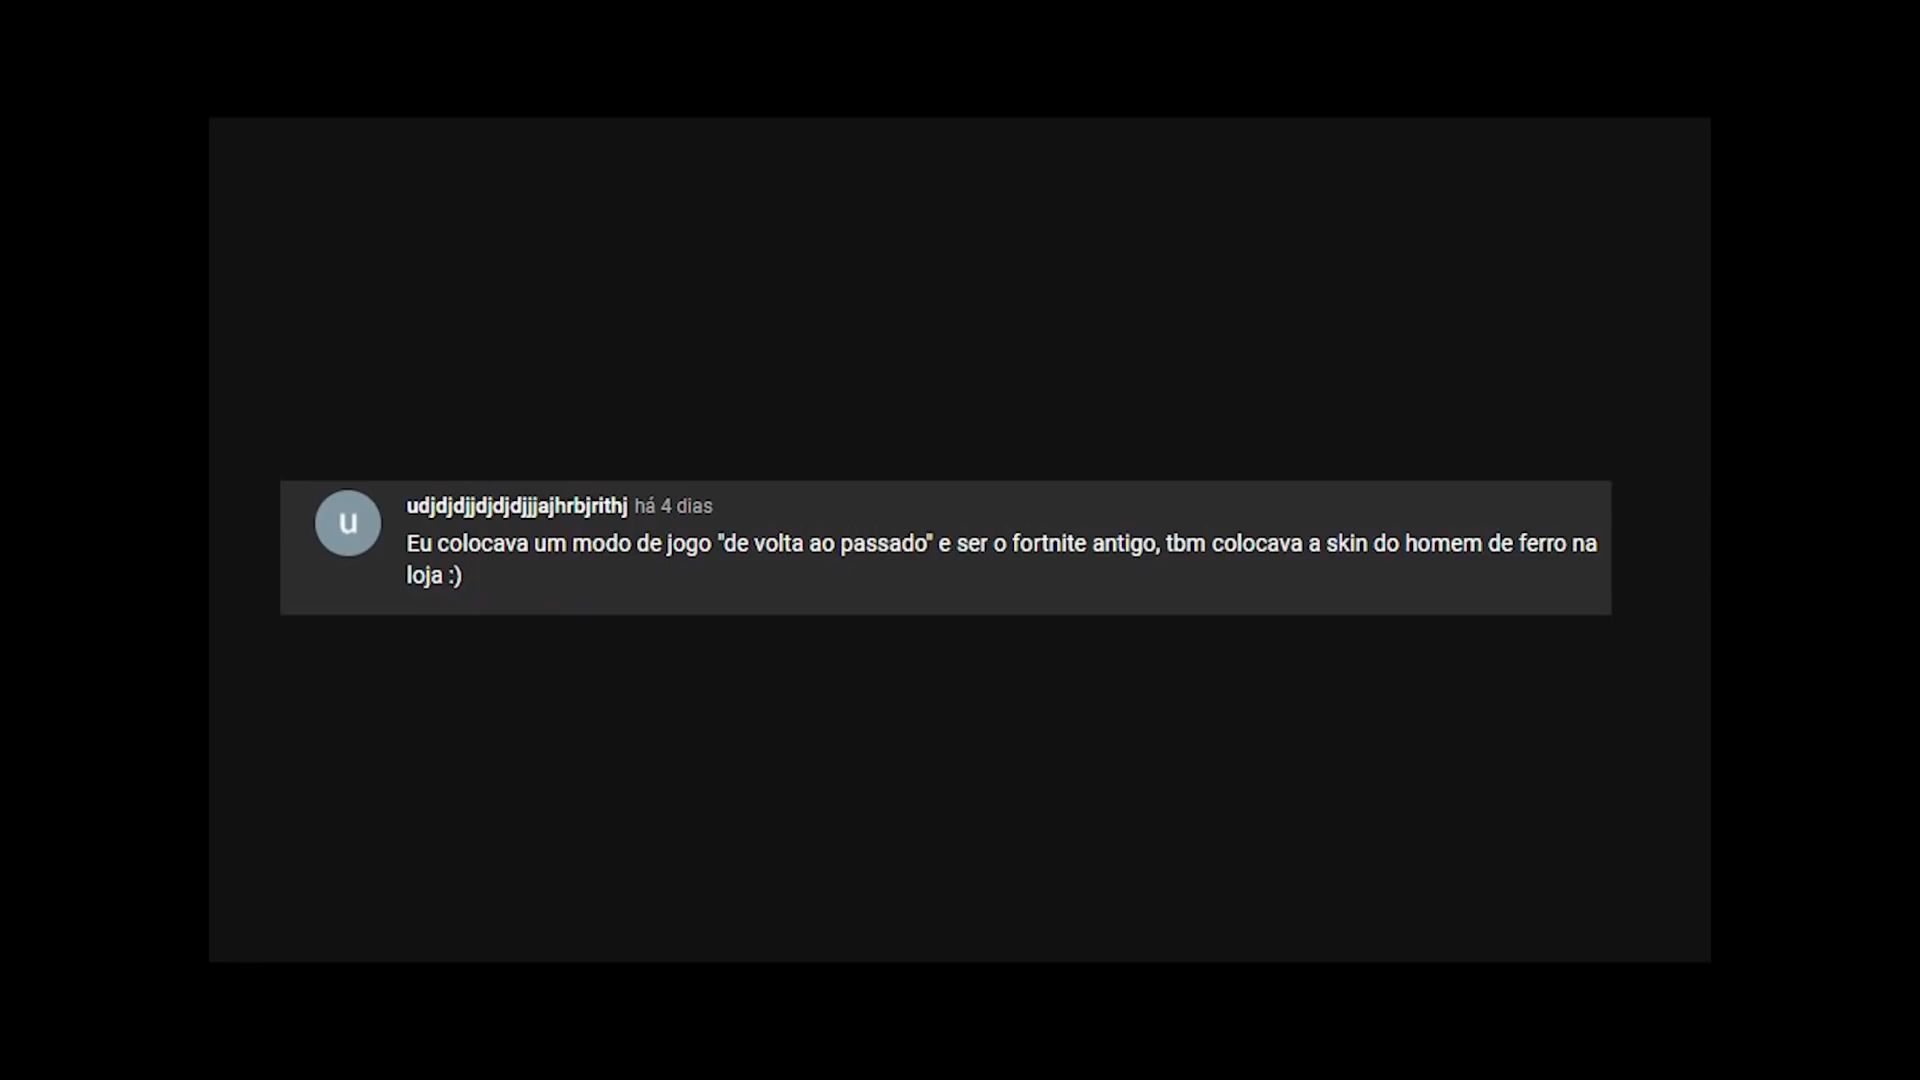 u
udjdjdjjdjdjdjjjajhrbjrithj há 4 dias
Eu colocava um modo de jogo "de volta ao passado" e ser o fortnite antigo, tbm colocava a skin do homem de ferro na
loja :)